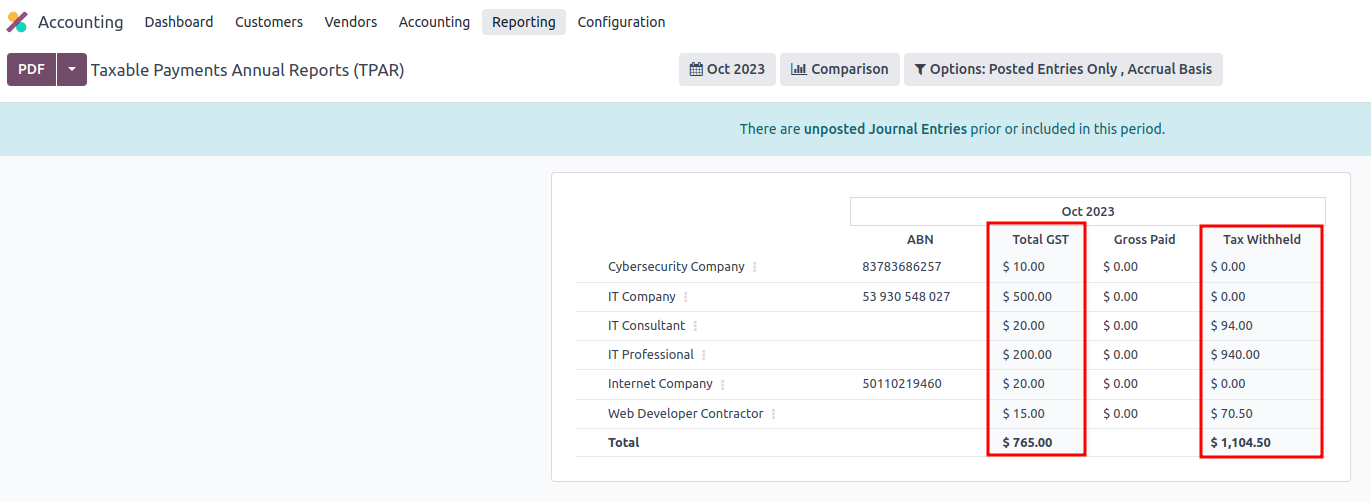 Accounting Dashboard Customers Vendors Accounting Reporting Configuration
PDF Taxable Payments Annual Reports (TPAR) Oct 2023 Comparison Options: Posted Entries Only , Accrual Basis
There are unposted Journal Entries prior or included in this period.
Oct 2023
ABN Total GST Gross Paid Tax Withheld
Cybersecurity Company 83783686257 $ 10.00 $ 0.00 $ 0.00
IT Company 53 930 548 027 $ 500.00 $ 0.00 $ 0.00
IT Consultant $ 20.00 $ 0.00 $ 94.00
IT Professional $ 200.00 $ 0.00 $ 940.00
Internet Company 50110219460 $ 20.00 $ 0.00 $ 0.00
Web Developer Contractor $ 15.00 $ 0.00 $ 70.50
Total $ 765.00 $ 1,104.50